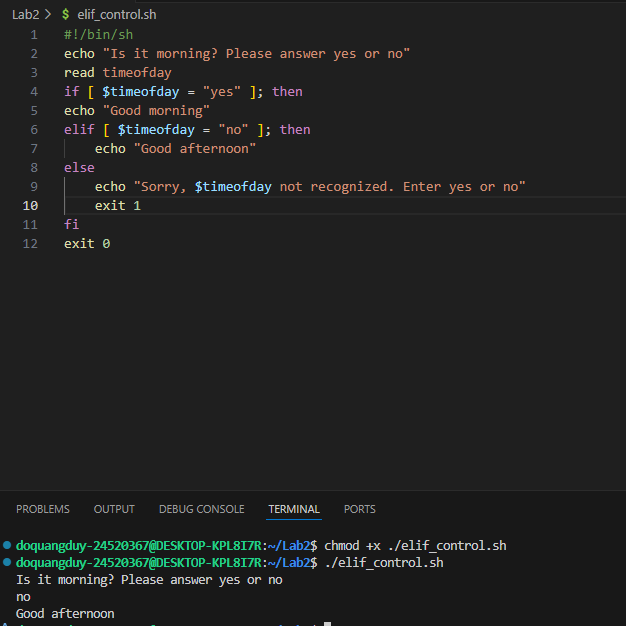 Lab2 > $ elif_control.sh
1 #!/bin/sh
2 echo "Is it morning? Please answer yes or no"
3 read timeofday
4 if [ $timeofday = "yes" ]; then
5 echo "Good morning"
6 elif [ $timeofday = "no" ]; then
7     echo "Good afternoon"
8 else
9     echo "Sorry, $timeofday not recognized. Enter yes or no"
10     exit 1
11 fi
12 exit 0
PROBLEMS OUTPUT DEBUG CONSOLE TERMINAL PORTS
doquangduy-24520367@DESKTOP-KPL8I7R:~/Lab2$ chmod +x ./elif_control.sh
doquangduy-24520367@DESKTOP-KPL8I7R:~/Lab2$ ./elif_control.sh
Is it morning? Please answer yes or no
no
Good afternoon